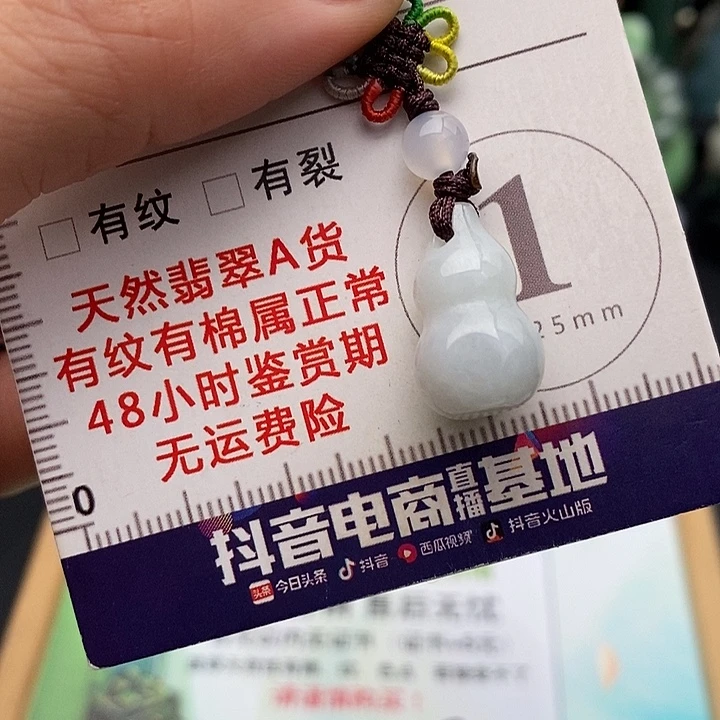 □有纹 □有裂
天然翡翠A货
有纹有棉属正常
48小时鉴赏期
无运费险
1
25mm
0
抖音电商直播基地
头条 今日头条 抖音 西瓜视频 抖音火山版